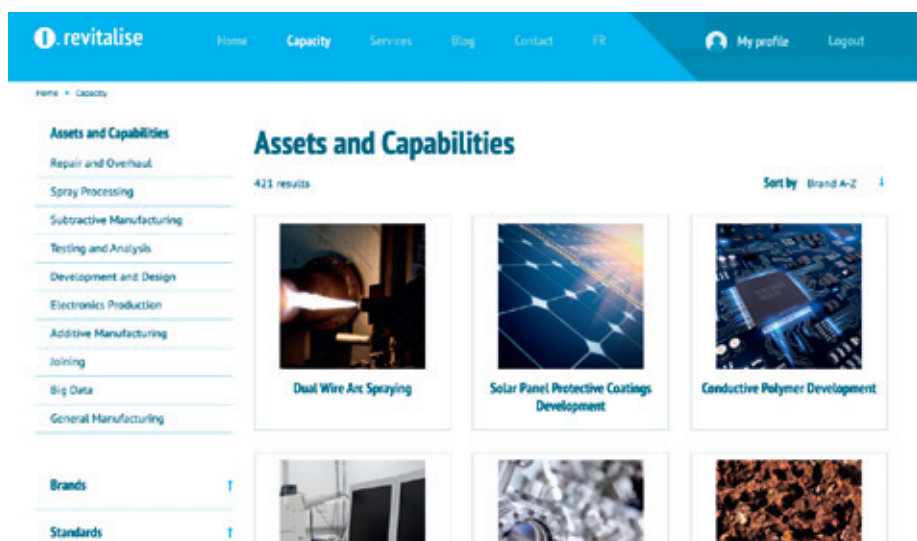 revitalise
Home Capacity Services Blog Contact FR
My profile Logout
Home • Capacity
Assets and Capabilities
Repair and Overhaul
Spray Processing
Subtractive Manufacturing
Testing and Analysis
Development and Design
Electronics Production
Additive Manufacturing
Joining
Big Data
General Manufacturing
Brands
Standards
Assets and Capabilities
421 results
Sort by Brand A-Z
Dual Wire Arc Spraying
Solar Panel Protective Coatings
Development
Conductive Polymer Development